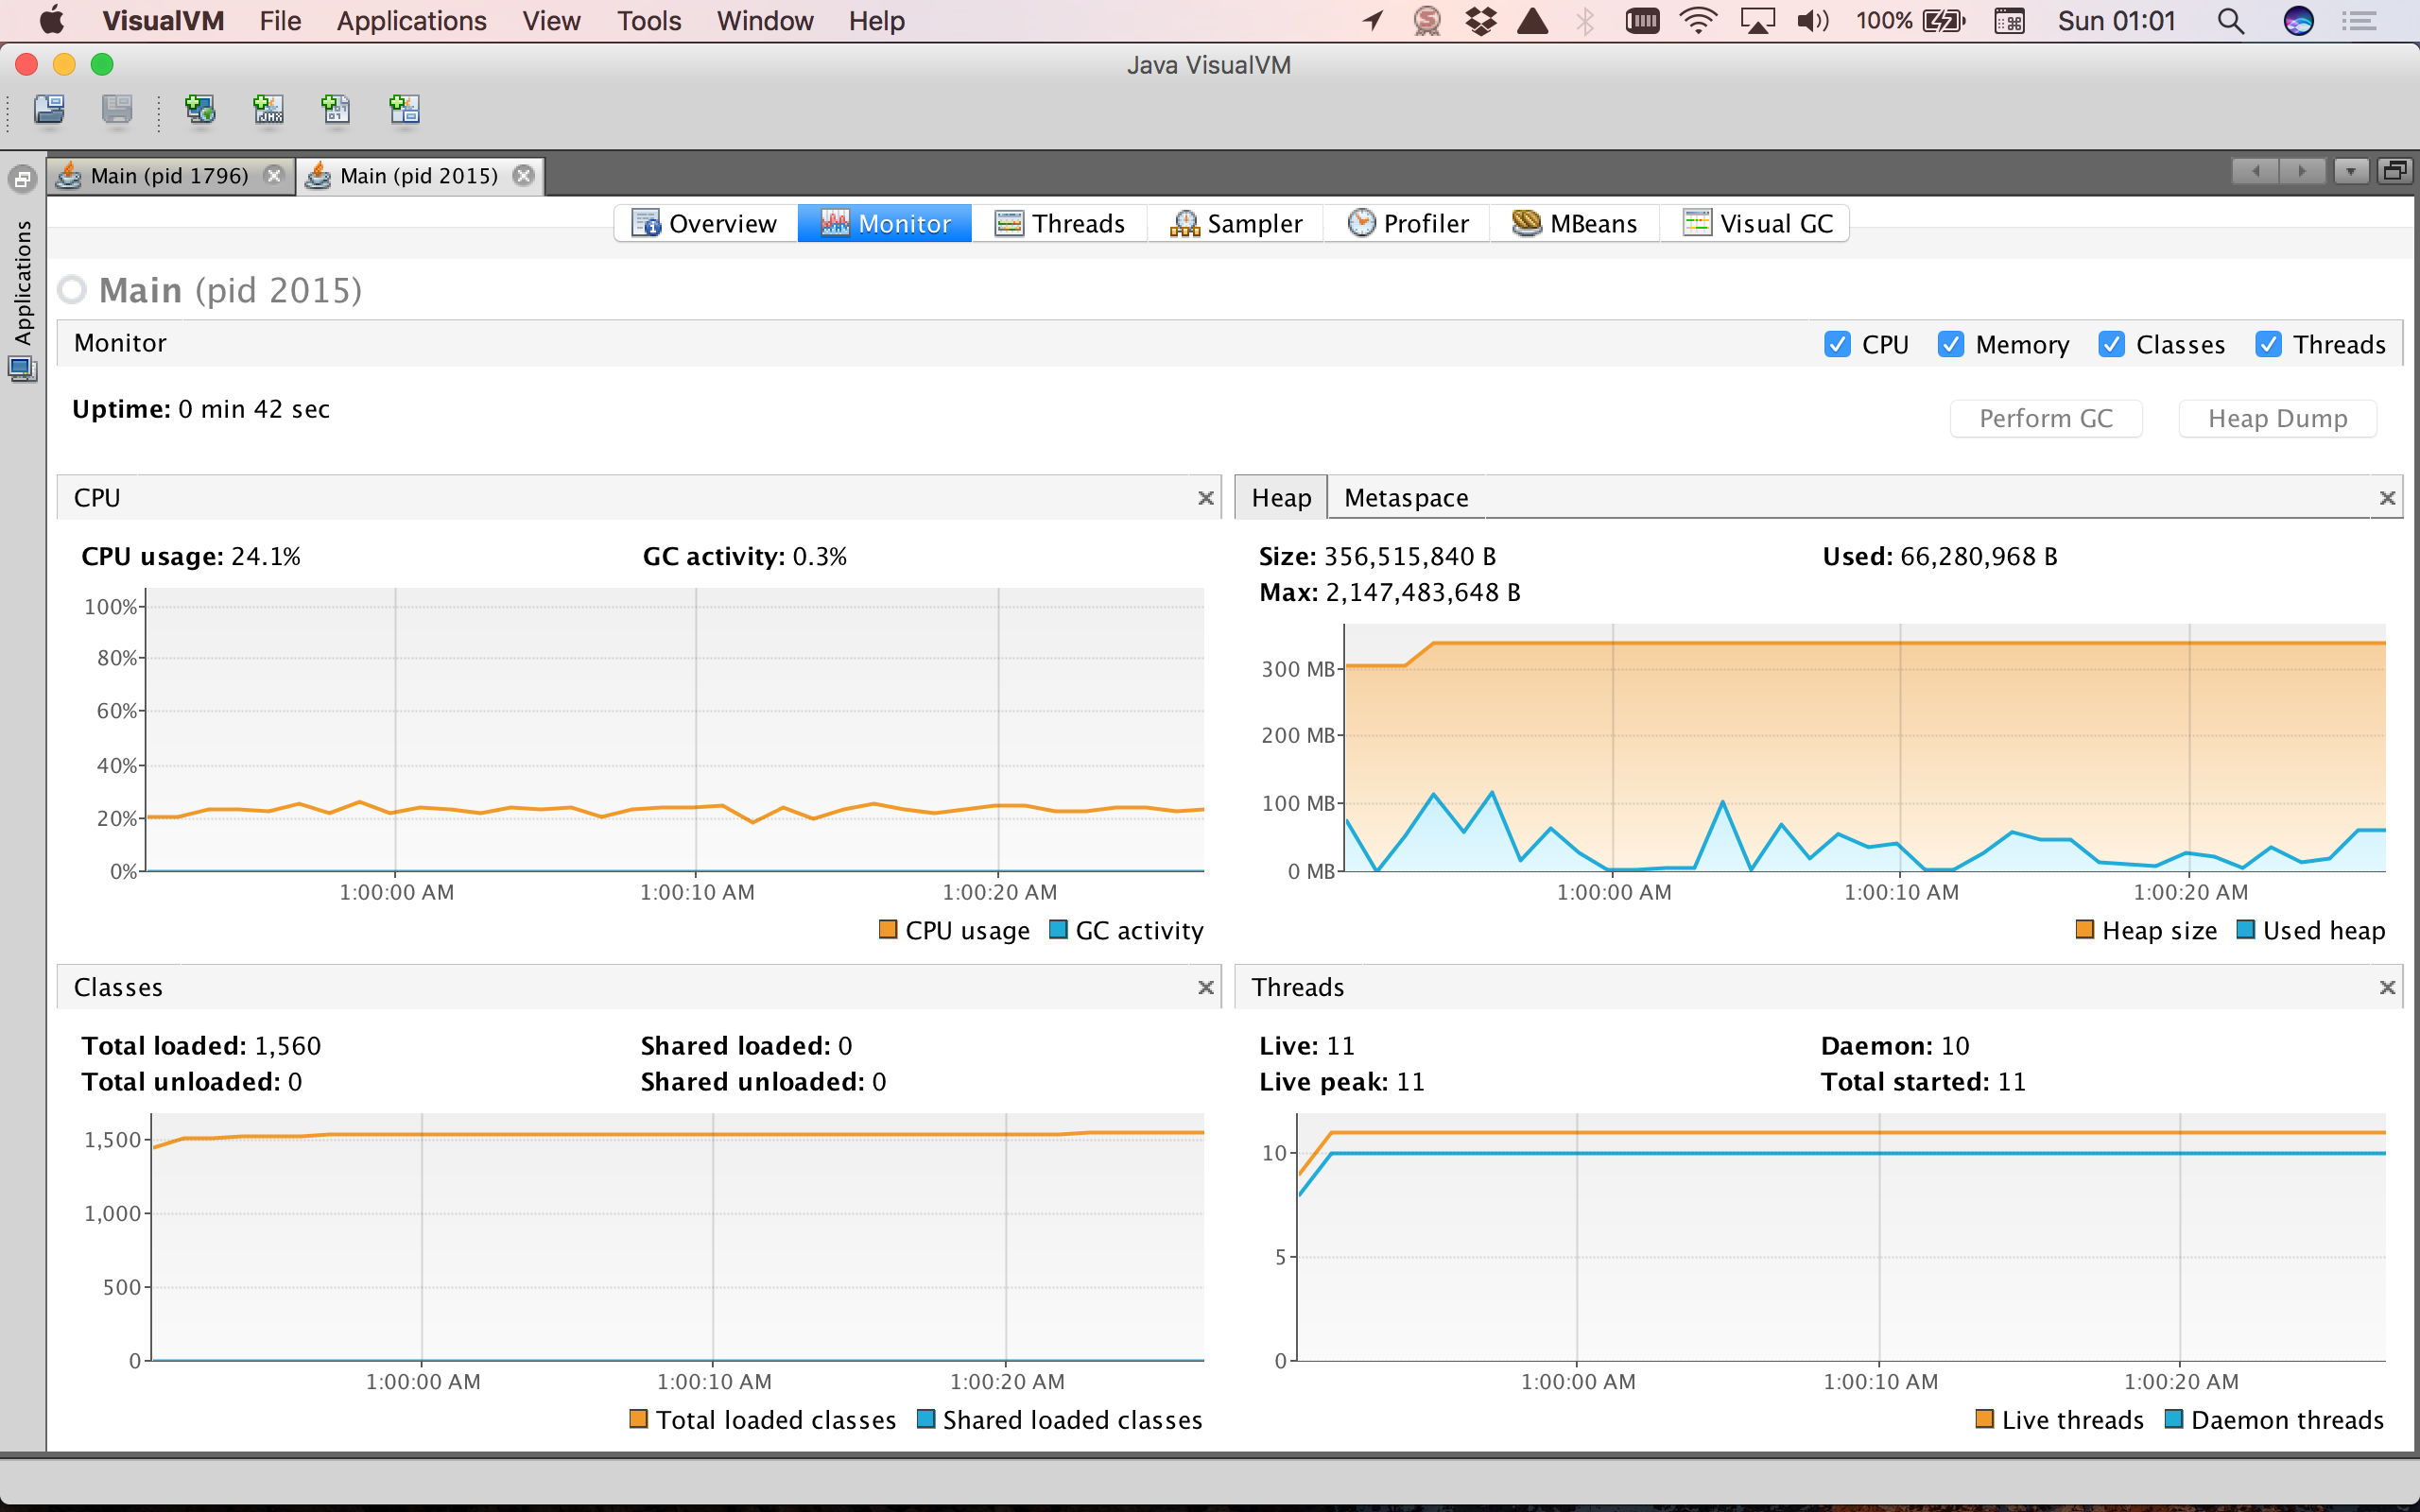 VisualVM File Applications View Tools Window Help 100% Sun 01:01
Java VisualVM
Main (pid 1796) Main (pid 2015)
Applications
Overview Monitor Threads Sampler Profiler MBeans Visual GC
Main (pid 2015)
Monitor CPU Memory Classes Threads
Uptime: 0 min 42 sec
Perform GC Heap Dump
CPU
CPU usage: 24.1% GC activity: 0.3%
100%
80%
60%
40%
20%
0%
1:00:00 AM 1:00:10 AM 1:00:20 AM
CPU usage GC activity
Heap Metaspace
Size: 356,515,840 B Used: 66,280,968 B
Max: 2,147,483,648 B
300 MB
200 MB
100 MB
0 MB
1:00:00 AM 1:00:10 AM 1:00:20 AM
Heap size Used heap
Classes
Total loaded: 1,560 Shared loaded: 0
Total unloaded: 0 Shared unloaded: 0
1,500
1,000
500
0
1:00:00 AM 1:00:10 AM 1:00:20 AM
Total loaded classes Shared loaded classes
Threads
Live: 11 Daemon: 10
Live peak: 11 Total started: 11
10
5
0
1:00:00 AM 1:00:10 AM 1:00:20 AM
Live threads Daemon threads